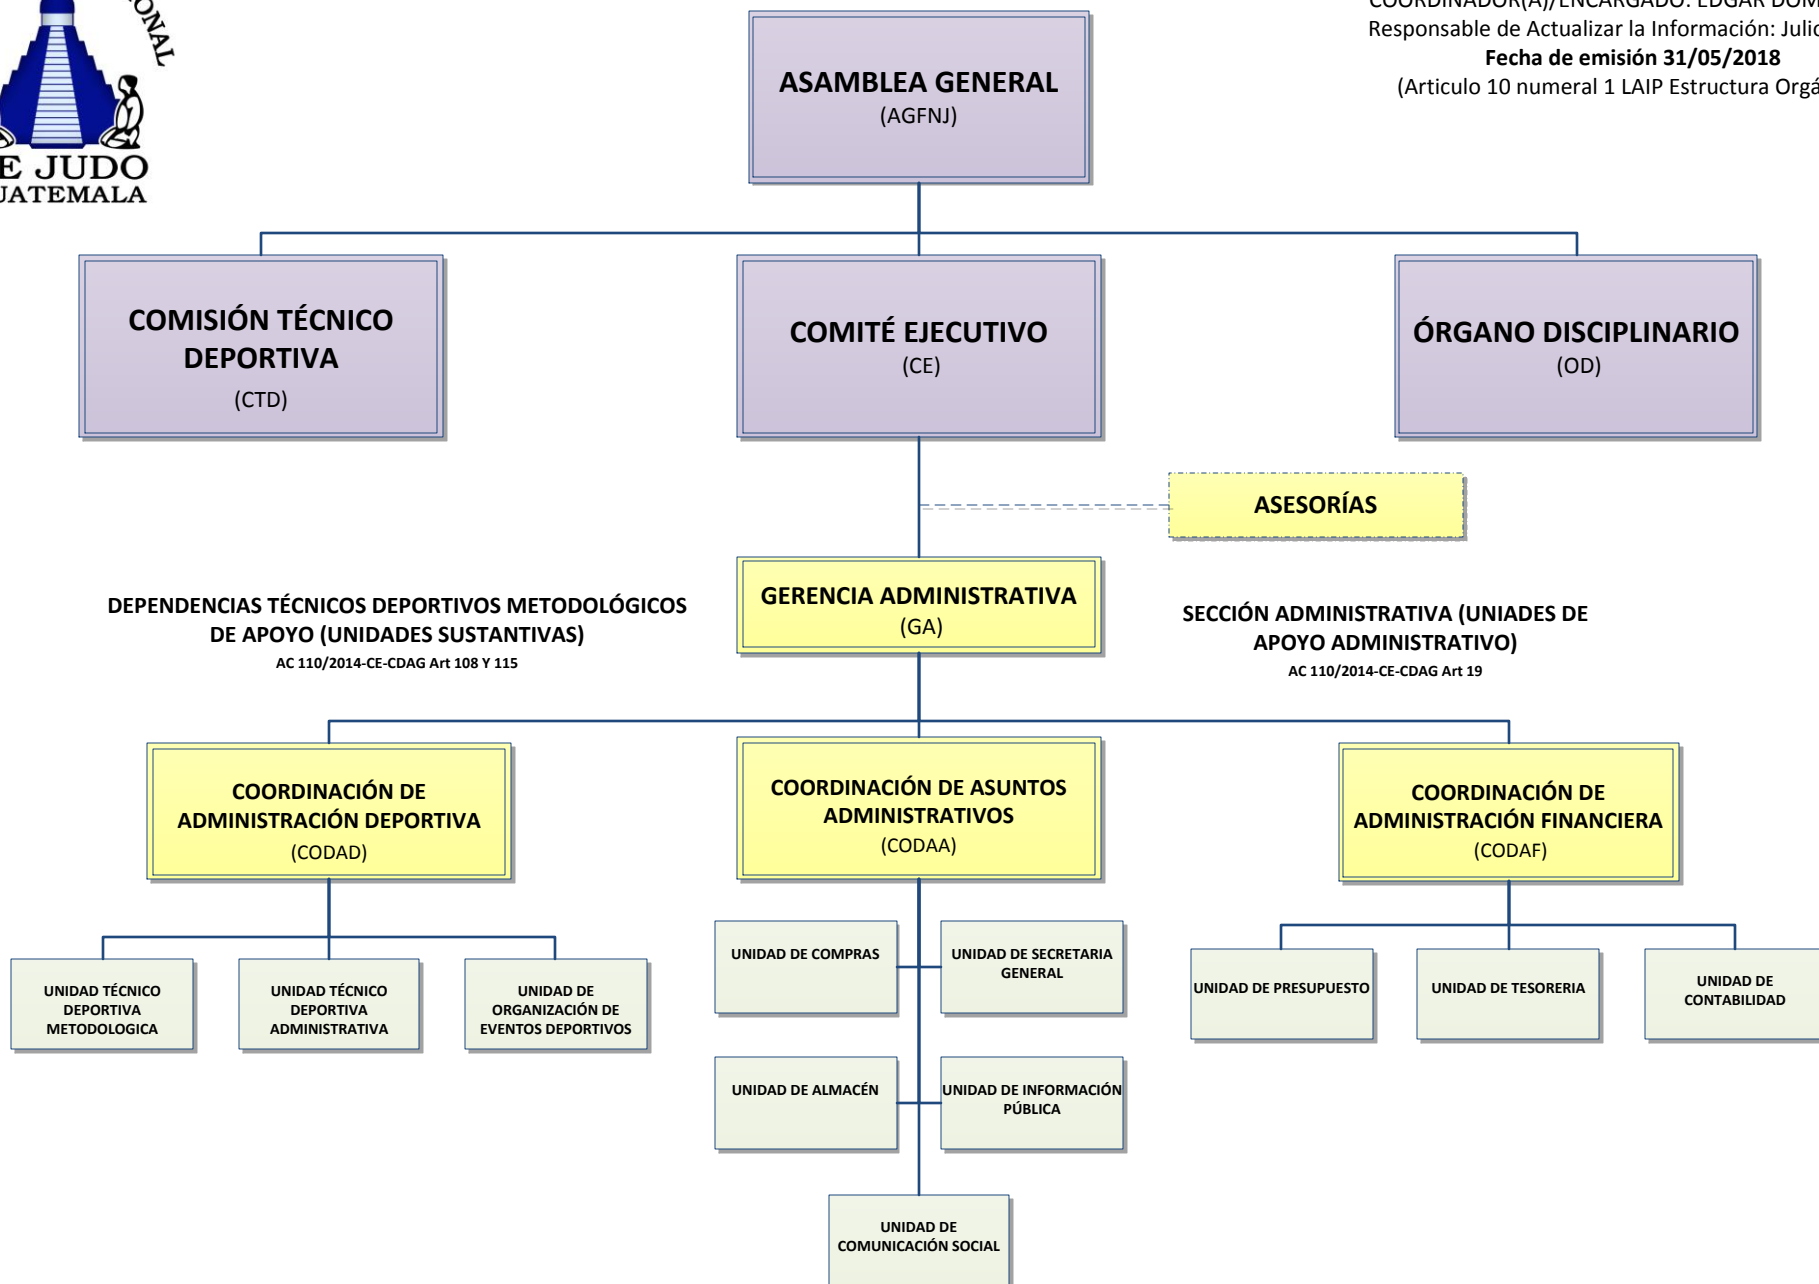 COORDINADOR(A)/ENCARGADO: EDGAR
Responsable de Actualizar la Información:
Fecha de emisión 31/05/2018
(Articulo 10 numeral 1 LAIP Estructura
JUDO
ASAMBLEA GENERAL
(AGFNJ)
COMISIÓN TÉCNICO
DEPORTIVA
(CTD)
COMITÉ EJECUTIVO
(CE)
ÓRGANO DISCIPLINARIO
(OD)
ASESORÍAS
GERENCIA ADMINISTRATIVA
(GA)
DEPENDENCIAS TÉCNICOS DEPORTIVOS METODOLÓGICOS
DE APOYO (UNIDADES SUSTANTIVAS)
AC 110/2014-CE-CDAG Art 108 Y 115
SECCIÓN ADMINISTRATIVA (UNIADES DE
APOYO ADMINISTRATIVO)
AC 110/2014-CE-CDAG Art 19
COORDINACIÓN DE
ADMINISTRACIÓN DEPORTIVA
(CODAD)
COORDINACIÓN DE ASUNTOS
ADMINISTRATIVOS
(CODAA)
COORDINACIÓN DE
ADMINISTRACIÓN FINANCIERA
(CODAF)
UNIDAD TÉCNICO
DEPORTIVA
METODOLOGICA
UNIDAD TÉCNICO
DEPORTIVA
ADMINISTRATIVA
UNIDAD DE
ORGANIZACIÓN DE
EVENTOS DEPORTIVOS
UNIDAD DE COMPRAS
UNIDAD DE SECRETARIA
GENERAL
UNIDAD DE ALMACÉN
UNIDAD DE INFORMACIÓN
PÚBLICA
UNIDAD DE
COMUNICACIÓN SOCIAL
UNIDAD DE PRESUPUESTO
UNIDAD DE TESORERIA
UNIDAD DE
CONTABILIDAD